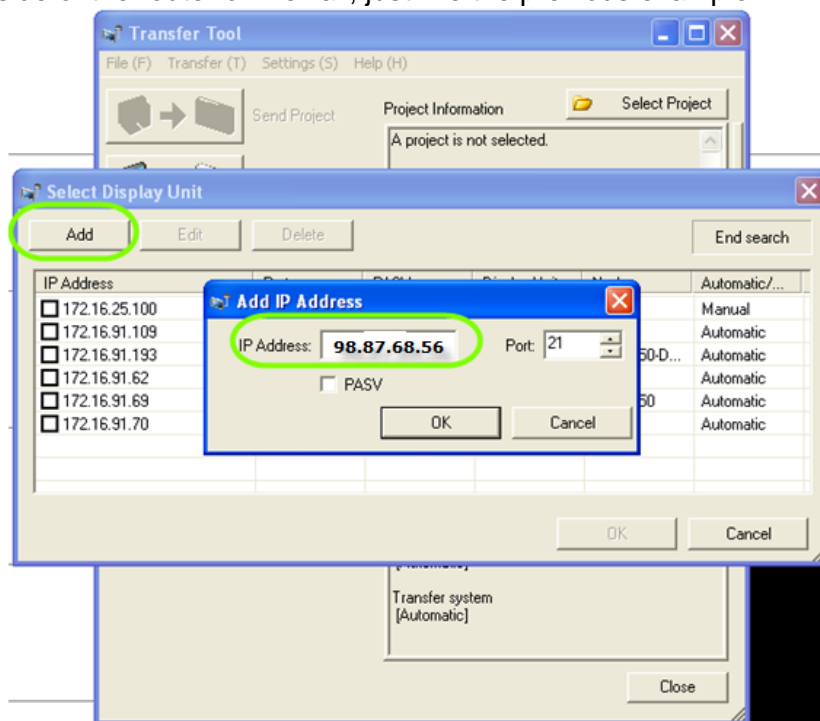 Transfer Tool
File (F) Transfer (T) Settings (S) Help (H)
Send Project
Project Information
Select Project
A project is not selected.
Select Display Unit
Add
Edit
Delete
End search
IP Address
Automatic/...
172.16.25.100
Manual
172.16.91.109
Automatic
172.16.91.193
50-D...
Automatic
172.16.91.62
Automatic
172.16.91.69
50
Automatic
172.16.91.70
Automatic
Add IP Address
IP Address: 98.87.68.56
Port: 21
PASV
OK
Cancel
OK
Cancel
Transfer system
[Automatic]
Close